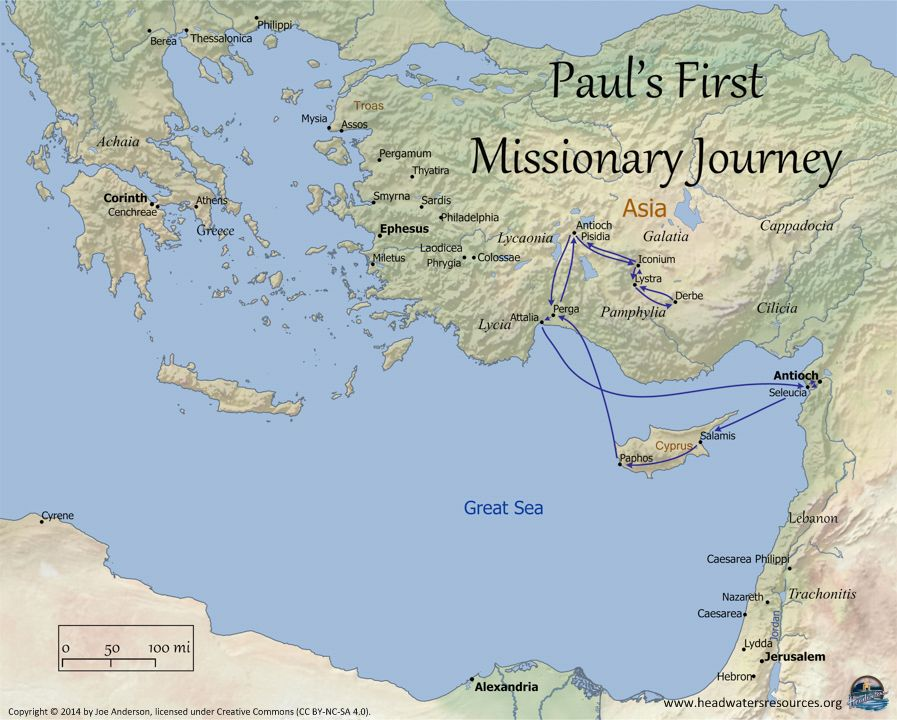 Paul's First
Missionary Journey
Philippi
Berea
Thessalonica
Troas
Mysia
Assos
Achaia
Pergamum
Thyatira
Corinth
Cenchreae
Athens
Greece
Smyrna
Sardis
Philadelphia
Ephesus
Miletus
Laodicea
Phrygia
Colossae
Lycaonia
Asia
Antioch
Pisidia
Galatia
Cappadocia
Iconium
Lystra
Derbe
Pamphylia
Cilicia
Lycia
Attalia
Perga
Antioch
Seleucia
Cyprus
Salamis
Paphos
Great Sea
Cyrene
Lebanon
Caesarea Philippi
Trachonitis
Nazareth
Caesarea
Jordan
Lydda
Jerusalem
Hebron
Alexandria
0 50 100 mi
www.headwatersresources.org
Headwaters
Copyright © 2014 by Joe Anderson, licensed under Creative Commons (CC BY-NC-SA 4.0).